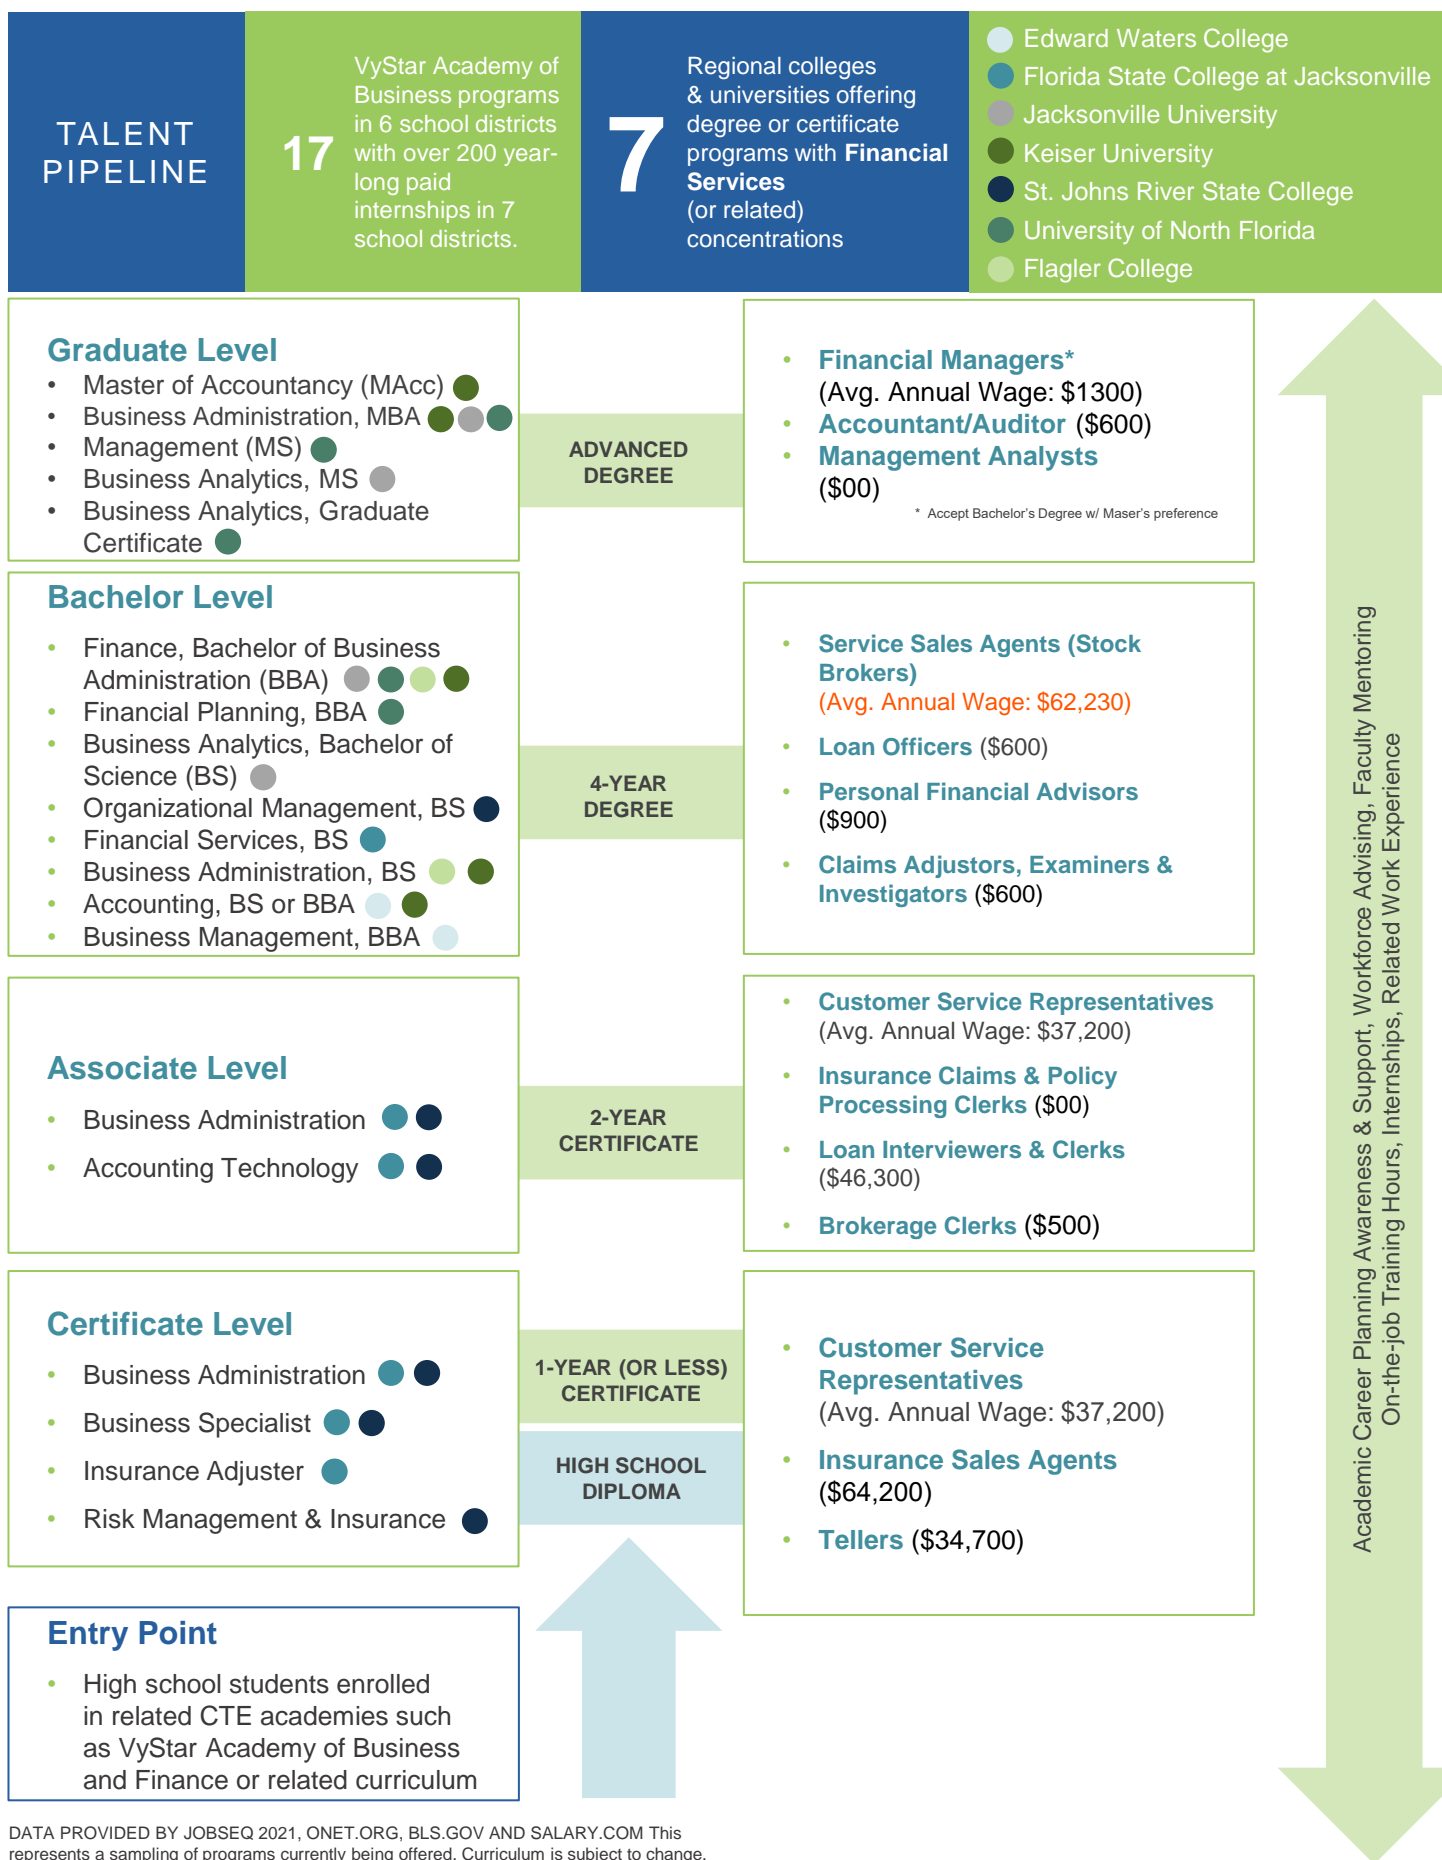 TALENT
PIPELINE
17
VyStar Academy of
Business programs
in 6 school districts
with over 200 year-
long paid
internships in 7
school districts.
7
Regional colleges
& universities offering
degree or certificate
programs with Financial
Services
(or related)
concentrations
Edward Waters College
Florida State College at Jacksonville
Jacksonville University
Keiser University
St. Johns River State College
University of North Florida
Flagler College
Graduate Level
• Master of Accountancy (MAcc)
• Business Administration, MBA
• Management (MS)
• Business Analytics, MS
• Business Analytics, Graduate
Certificate
ADVANCED
DEGREE
• Financial Managers*
(Avg. Annual Wage: $1300)
• Accountant/Auditor ($600)
• Management Analysts
($00)
* Accept Bachelor's Degree w/ Maser's preference
Bachelor Level
• Finance, Bachelor of Business
Administration (BBA)
• Financial Planning, BBA
• Business Analytics, Bachelor of
Science (BS)
• Organizational Management, BS
• Financial Services, BS
• Business Administration, BS
• Accounting, BS or BBA
• Business Management, BBA
4-YEAR
DEGREE
• Service Sales Agents (Stock
Brokers)
(Avg. Annual Wage: $62,230)
• Loan Officers ($600)
• Personal Financial Advisors
($900)
• Claims Adjustors, Examiners &
Investigators ($600)
Associate Level
• Business Administration
• Accounting Technology
2-YEAR
CERTIFICATE
• Customer Service Representatives
(Avg. Annual Wage: $37,200)
• Insurance Claims & Policy
Processing Clerks ($00)
• Loan Interviewers & Clerks
($46,300)
• Brokerage Clerks ($500)
Certificate Level
• Business Administration
• Business Specialist
• Insurance Adjuster
• Risk Management & Insurance
1-YEAR (OR LESS)
CERTIFICATE
HIGH SCHOOL
DIPLOMA
• Customer Service
Representatives
(Avg. Annual Wage: $37,200)
• Insurance Sales Agents
($64,200)
• Tellers ($34,700)
Entry Point
• High school students enrolled
in related CTE academies such
as VyStar Academy of Business
and Finance or related curriculum
Academic Career Planning Awareness & Support, Workforce Advising, Faculty Mentoring
On-the-job Training Hours, Internships, Related Work Experience
DATA PROVIDED BY JOBSEQ 2021, ONET.ORG, BLS.GOV AND SALARY.COM This
represents a sampling of programs currently being offered. Curriculum is subject to change.